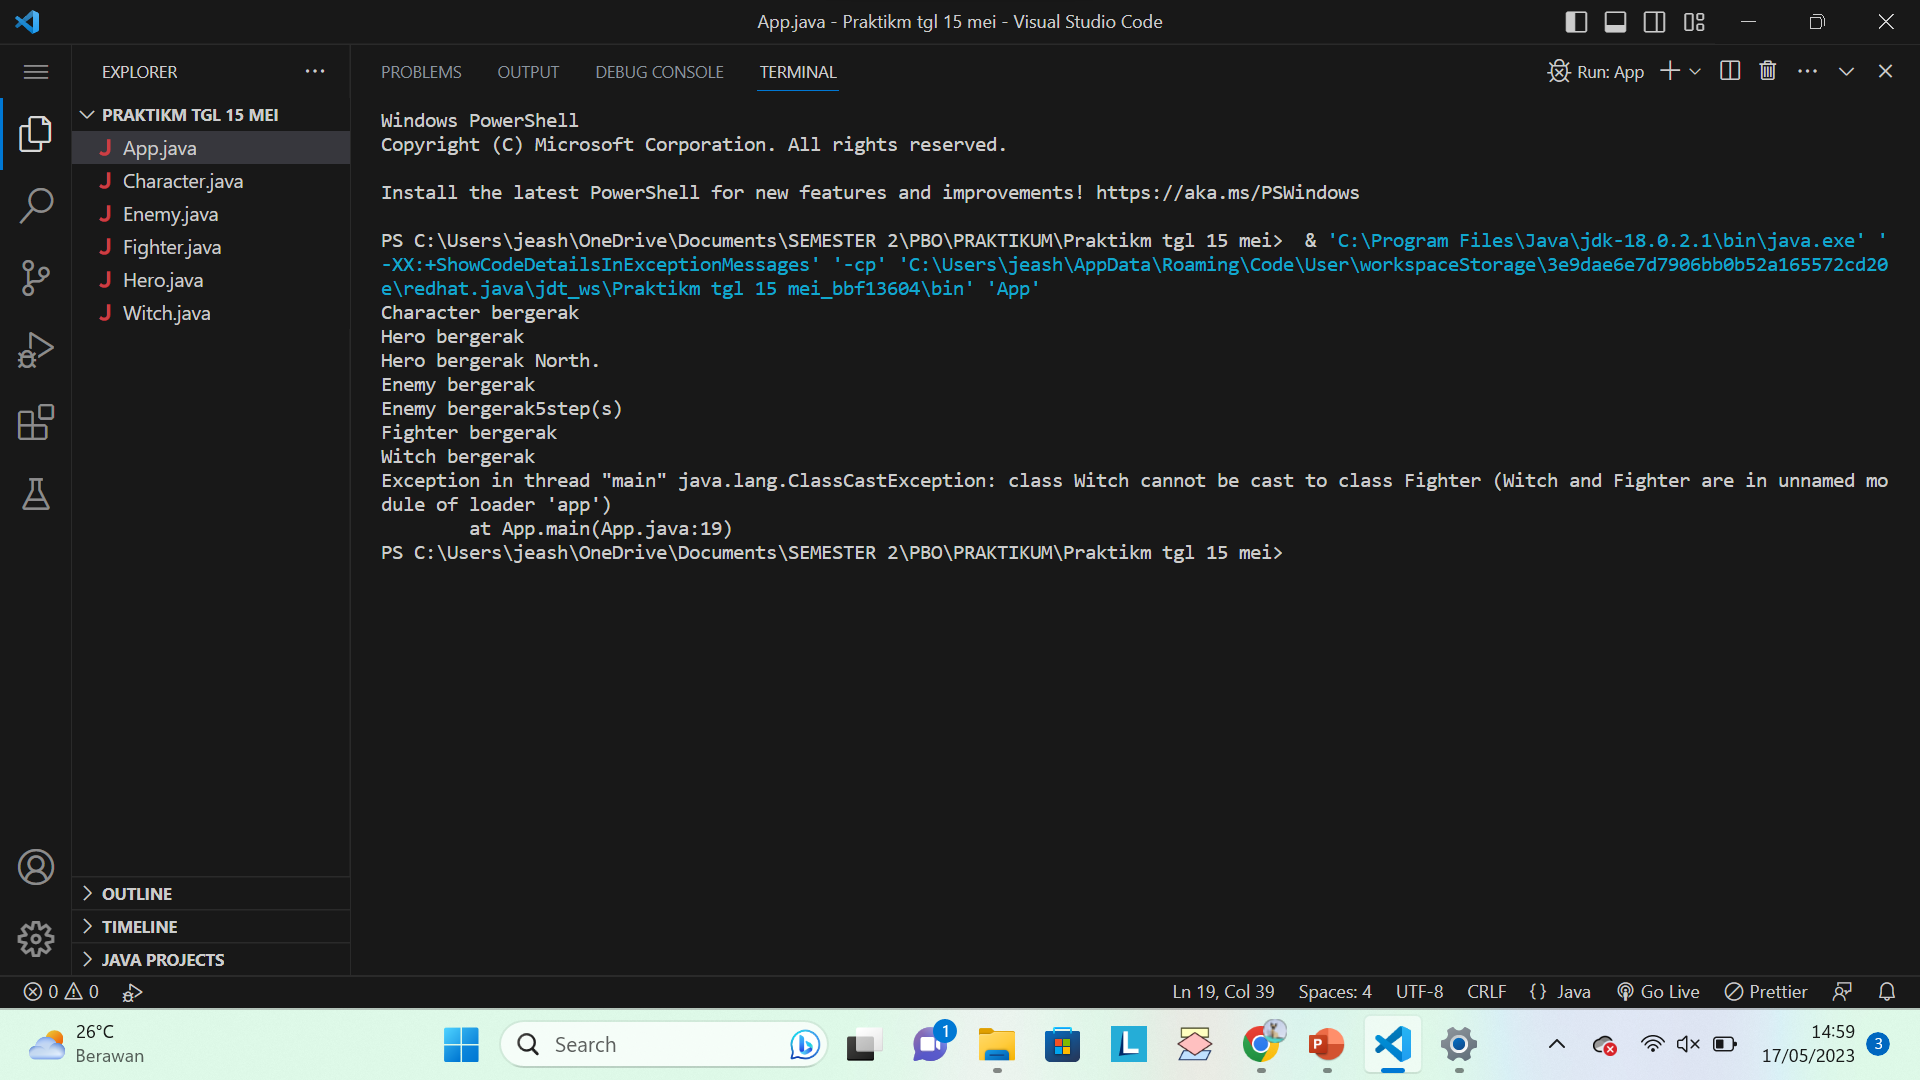 App.java - Praktikm tgl 15 mei - Visual Studio Code
EXPLORER
PRAKTIKM TGL 15 MEI
App.java
Character.java
Enemy.java
Fighter.java
Hero.java
Witch.java
OUTLINE
TIMELINE
JAVA PROJECTS
PROBLEMS OUTPUT DEBUG CONSOLE TERMINAL
Run: App
Windows PowerShell
Copyright (C) Microsoft Corporation. All rights reserved.
Install the latest PowerShell for new features and improvements! https://aka.ms/PSWindows
PS C:\Users\jeash\OneDrive\Documents\SEMESTER 2\PBO\PRAKTIKUM\Praktikm tgl 15 mei>  & 'C:\Program Files\Java\jdk-18.0.2.1\bin\java.exe' '
-XX:+ShowCodeDetailsInExceptionMessages' '-cp' 'C:\Users\jeash\AppData\Roaming\Code\User\workspaceStorage\3e9dae6e7d7906bb0b52a165572cd20
e\redhat.java\jdt_ws\Praktikm tgl 15 mei_bbf13604\bin' 'App'
Character bergerak
Hero bergerak
Hero bergerak North.
Enemy bergerak
Enemy bergerak5step(s)
Fighter bergerak
Witch bergerak
Exception in thread "main" java.lang.ClassCastException: class Witch cannot be cast to class Fighter (Witch and Fighter are in unnamed mo
dule of loader 'app')
at App.main(App.java:19)
PS C:\Users\jeash\OneDrive\Documents\SEMESTER 2\PBO\PRAKTIKUM\Praktikm tgl 15 mei>
0 0
Ln 19, Col 39 Spaces: 4 UTF-8 CRLF {} Java Go Live Prettier
26°C
Berawan
Search
1
L
P
14:59
17/05/2023
3